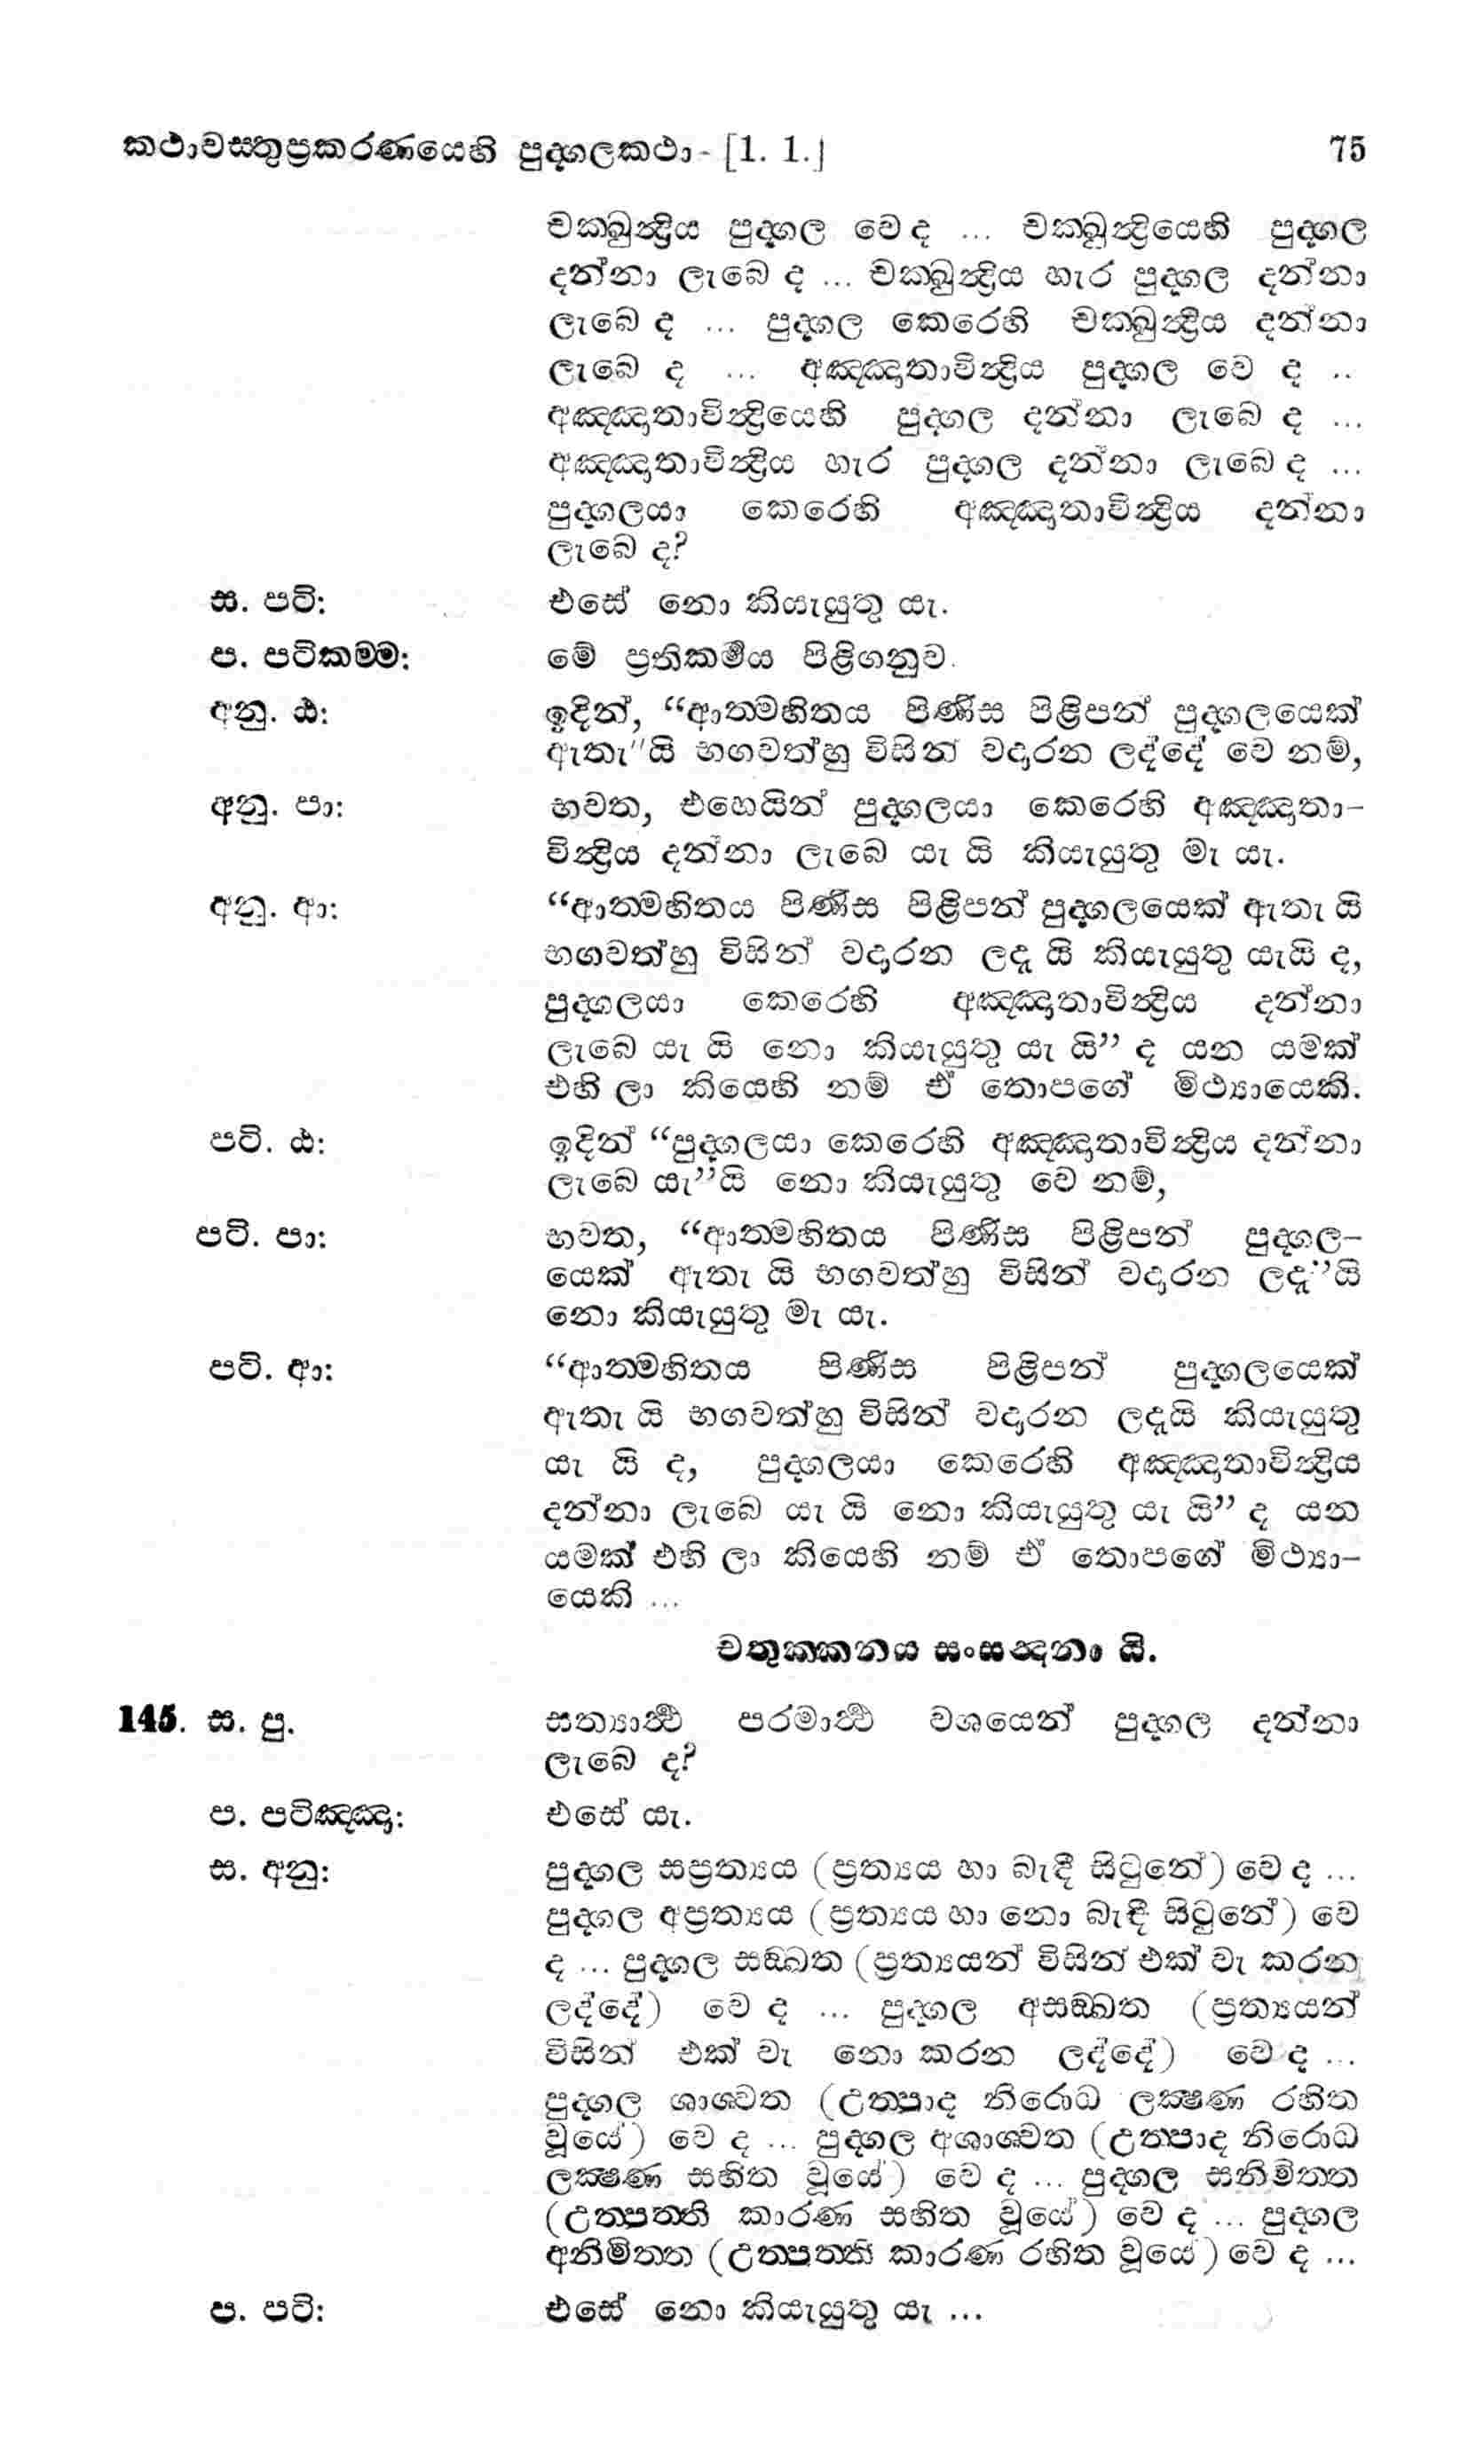 කථාවස්තුප්‍රකරණයෙහි පුද්ගලකථා - [1. 1.] 75
චක්ඛුන්ද්‍රිය පුද්ගල වෙ ද ... චක්ඛුන්ද්‍රියෙහි පුද්ගල
දන්නා ලැබෙ ද ... චක්ඛුන්ද්‍රිය හැර පුද්ගල දන්නා
ලැබෙ ද ... පුද්ගල කෙරෙහි චක්ඛුන්ද්‍රිය දන්නා
ලැබෙ ද ... අඤ්ඤාතාවින්ද්‍රිය පුද්ගල වෙ ද ..
අඤ්ඤාතාවින්ද්‍රියෙහි පුද්ගල දන්නා ලැබෙ ද ...
අඤ්ඤාතාවින්ද්‍රිය හැර පුද්ගල දන්නා ලැබෙ ද ...
පුද්ගලයා කෙරෙහි අඤ්ඤාතාවින්ද්‍රිය දන්නා
ලැබෙ ද?
ස. පටි: එසේ නො කියැයුතු යැ.
ප. පටිකම්ම: මේ ප්‍රතිකර්මය පිළිගනුව.
අනු. ඨ: ඉදින්, “ආත්මහිතය පිණිස පිළිපන් පුද්ගලයෙක්
ඇතැ”යි භගවත්හු විසින් වදාරන ලද්දේ වෙ නම්,
අනු. පා: භවත, එහෙයින් පුද්ගලයා කෙරෙහි අඤ්ඤාතා-
වින්ද්‍රිය දන්නා ලැබෙ යැ යි කියැයුතු මැ යැ.
අනු. ආ: “ආත්මහිතය පිණිස පිළිපන් පුද්ගලයෙක් ඇතැ යි
භගවත්හු විසින් වදාරන ලදැ යි කියැයුතු යැයි ද,
පුද්ගලයා කෙරෙහි අඤ්ඤාතාවින්ද්‍රිය දන්නා
ලැබෙ යැ යි නො කියැයුතු යැ යි” ද යන යමක්
එහි ලා කියෙහි නම් ඒ තොපගේ මිථ්‍යායෙකි.
පටි. ඨ: ඉදින් “පුද්ගලයා කෙරෙහි අඤ්ඤාතාවින්ද්‍රිය දන්නා
ලැබෙ යැ”යි නො කියැයුතු වෙ නම්,
පටි. පා: භවත, “ආත්මහිතය පිණිස පිළිපන් පුද්ගල-
යෙක් ඇතැ යි භගවත්හු විසින් වදාරන ලදැ”යි
නො කියැයුතු මැ යැ.
පටි. ආ: “ආත්මහිතය පිණිස පිළිපන් පුද්ගලයෙක්
ඇතැ යි භගවත්හු විසින් වදාරන ලදැයි කියැයුතු
යැ යි ද, පුද්ගලයා කෙරෙහි අඤ්ඤාතාවින්ද්‍රිය
දන්නා ලැබෙ යැ යි නො කියැයුතු යැ යි” ද යන
යමක් එහි ලා කියෙහි නම් ඒ තොපගේ මිථ්‍යා-
යෙකි ...
චතුක්කනය සංසන්දනා යි.
145. ස. පු. සත්‍යාර්ථ පරමාර්ථ වශයෙන් පුද්ගල දන්නා
ලැබෙ ද?
ප. පටිඤ්ඤා: එසේ යැ.
ස. අනු: පුද්ගල සප්‍රත්‍යය (ප්‍රත්‍යය හා බැඳී සිටුනේ) වෙ ද ...
පුද්ගල අප්‍රත්‍යය (ප්‍රත්‍යය හා නො බැඳී සිටුනේ) වෙ
ද ... පුද්ගල සඞ්ඛත (ප්‍රත්‍යයන් විසින් එක් වැ කරන
ලද්දේ) වෙ ද ... පුද්ගල අසඞ්ඛත (ප්‍රත්‍යයන්
විසින් එක් වැ නො කරන ලද්දේ) වෙ ද ...
පුද්ගල ශාශ්වත (උත්පාද නිරොධ ලක්‍ෂණ රහිත
වූයේ) වෙ ද ... පුද්ගල අශාශ්වත (උත්පාද නිරොධ
ලක්‍ෂණ සහිත වූයේ) වෙ ද ... පුද්ගල සනිමිත්ත
(උත්පත්ති කාරණ සහිත වූයේ) වෙ ද ... පුද්ගල
අනිමිත්ත (උත්පත්ති කාරණ රහිත වූයේ) වෙ ද ...
ප. පටි: එසේ නො කියැයුතු යැ ...